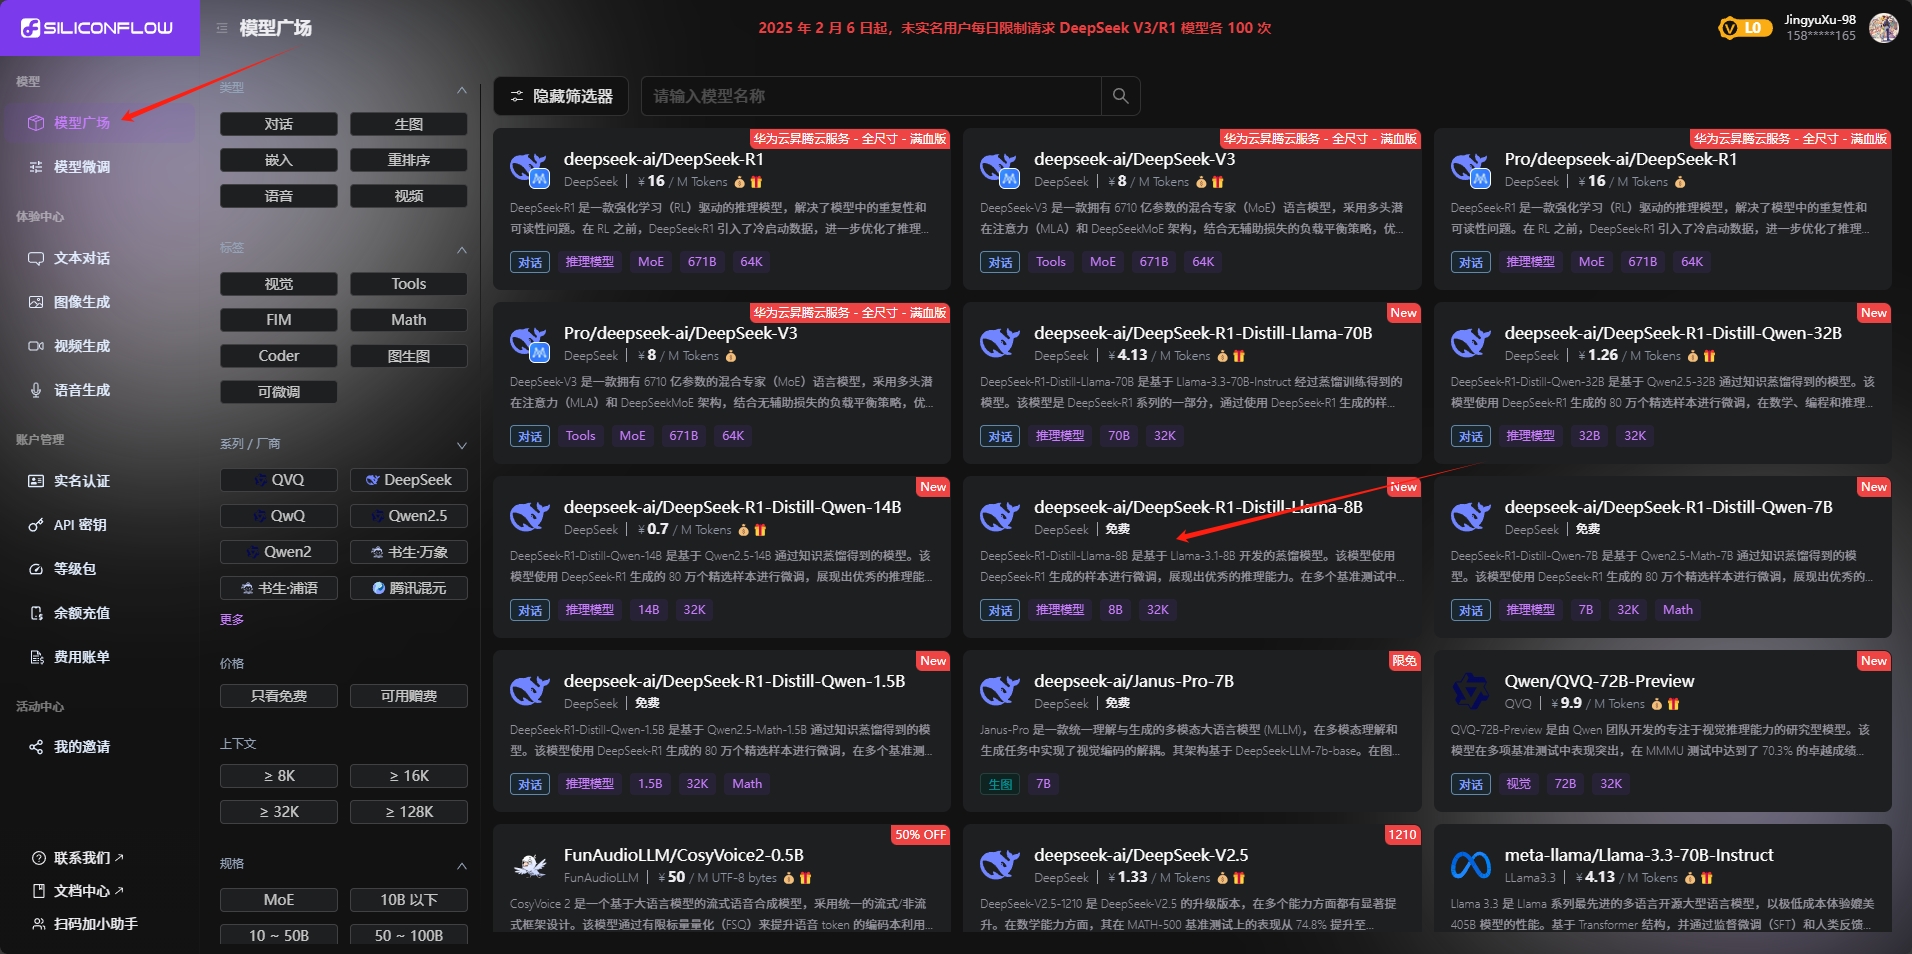 SILICONFLOW
模型广场
2025 年 2 月 6 日起，未实名用户每日限制请求 DeepSeek V3/R1 模型各 100 次
L0
JingyuXu-98
158*****165
模型
模型广场
模型微调
体验中心
文本对话
图像生成
视频生成
语音生成
账户管理
实名认证
API 密钥
等级包
余额充值
费用账单
活动中心
我的邀请
联系我们
文档中心
扫码加小助手
类型
对话
生图
嵌入
重排序
语音
视频
标签
视觉
Tools
FIM
Math
Coder
图生图
可微调
系列 / 厂商
QVQ
DeepSeek
QwQ
Qwen2.5
Qwen2
书生·万象
书生·浦语
腾讯混元
更多
价格
只看免费
可用赠费
上下文
≥ 8K
≥ 16K
≥ 32K
≥ 128K
规格
MoE
10B 以下
10 ~ 50B
50 ~ 100B
隐藏筛选器
请输入模型名称
华为云昇腾云服务 - 全尺寸 - 满血版
deepseek-ai/DeepSeek-R1
DeepSeek | ¥ 16 / M Tokens
DeepSeek-R1 是一款强化学习（RL）驱动的推理模型，解决了模型中的重复性和
可读性问题。在 RL 之前，DeepSeek-R1 引入了冷启动数据，进一步优化了推理...
对话 推理模型 MoE 671B 64K
华为云昇腾云服务 - 全尺寸 - 满血版
deepseek-ai/DeepSeek-V3
DeepSeek | ¥ 8 / M Tokens
DeepSeek-V3 是一款拥有 6710 亿参数的混合专家（MoE）语言模型，采用多头潜
在注意力（MLA）和 DeepSeekMoE 架构，结合无辅助损失的负载平衡策略，优...
对话 Tools MoE 671B 64K
华为云昇腾云服务 - 全尺寸 - 满血版
Pro/deepseek-ai/DeepSeek-R1
DeepSeek | ¥ 16 / M Tokens
DeepSeek-R1 是一款强化学习（RL）驱动的推理模型，解决了模型中的重复性和
可读性问题。在 RL 之前，DeepSeek-R1 引入了冷启动数据，进一步优化了推理...
对话 推理模型 MoE 671B 64K
华为云昇腾云服务 - 全尺寸 - 满血版
Pro/deepseek-ai/DeepSeek-V3
DeepSeek | ¥ 8 / M Tokens
DeepSeek-V3 是一款拥有 6710 亿参数的混合专家（MoE）语言模型，采用多头潜
在注意力（MLA）和 DeepSeekMoE 架构，结合无辅助损失的负载平衡策略，优...
对话 Tools MoE 671B 64K
New
deepseek-ai/DeepSeek-R1-Distill-Llama-70B
DeepSeek | ¥ 4.13 / M Tokens
DeepSeek-R1-Distill-Llama-70B 是基于 Llama-3.3-70B-Instruct 经过蒸馏训练得到的
模型。该模型是 DeepSeek-R1 系列的一部分，通过使用 DeepSeek-R1 生成的样...
对话 推理模型 70B 32K
New
deepseek-ai/DeepSeek-R1-Distill-Qwen-32B
DeepSeek | ¥ 1.26 / M Tokens
DeepSeek-R1-Distill-Qwen-32B 是基于 Qwen2.5-32B 通过知识蒸馏得到的模型。该
模型使用 DeepSeek-R1 生成的 80 万个精选样本进行微调，在数学、编程和推理...
对话 推理模型 32B 32K
New
deepseek-ai/DeepSeek-R1-Distill-Qwen-14B
DeepSeek | ¥ 0.7 / M Tokens
DeepSeek-R1-Distill-Qwen-14B 是基于 Qwen2.5-14B 通过知识蒸馏得到的模型。该
模型使用 DeepSeek-R1 生成的 80 万个精选样本进行微调，展现出优秀的推理能...
对话 推理模型 14B 32K
New
deepseek-ai/DeepSeek-R1-Distill-Llama-8B
DeepSeek | 免费
DeepSeek-R1-Distill-Llama-8B 是基于 Llama-3.1-8B 开发的蒸馏模型。该模型使用
DeepSeek-R1 生成的样本进行微调，展现出优秀的推理能力。在多个基准测试中...
对话 推理模型 8B 32K
New
deepseek-ai/DeepSeek-R1-Distill-Qwen-7B
DeepSeek | 免费
DeepSeek-R1-Distill-Qwen-7B 是基于 Qwen2.5-Math-7B 通过知识蒸馏得到的模
型。该模型使用 DeepSeek-R1 生成的 80 万个精选样本进行微调，展现出优秀的...
对话 推理模型 7B 32K Math
New
deepseek-ai/DeepSeek-R1-Distill-Qwen-1.5B
DeepSeek | 免费
DeepSeek-R1-Distill-Qwen-1.5B 是基于 Qwen2.5-Math-1.5B 通过知识蒸馏得到的模
型。该模型使用 DeepSeek-R1 生成的 80 万个精选样本进行微调，在多个基准测...
对话 推理模型 1.5B 32K Math
限免
deepseek-ai/Janus-Pro-7B
DeepSeek | 免费
Janus-Pro 是一款统一理解与生成的多模态大语言模型 (MLLM)，在多模态理解和
生成任务中实现了视觉编码的解耦。其架构基于 DeepSeek-LLM-7b-base。在图...
生图 7B
New
Qwen/QVQ-72B-Preview
QVQ | ¥ 9.9 / M Tokens
QVQ-72B-Preview 是由 Qwen 团队开发的专注于视觉推理能力的研究型模型。该
模型在多项基准测试中表现突出，在 MMMU 测试中达到了 70.3% 的卓越成绩...
对话 视觉 72B 32K
50% OFF
FunAudioLLM/CosyVoice2-0.5B
FunAudioLLM | ¥ 50 / M UTF-8 bytes
CosyVoice 2 是一个基于大语言模型的流式语音合成模型，采用统一的流式/非流
式框架设计。该模型通过有限标量量化（FSQ）来提升语音 token 的编码本利用...
1210
deepseek-ai/DeepSeek-V2.5
DeepSeek | ¥ 1.33 / M Tokens
DeepSeek-V2.5-1210 是 DeepSeek-V2.5 的升级版本，在多个能力方面都有显著提
升。在数学能力方面，其在 MATH-500 基准测试上的表现从 74.8% 提升至...
meta-llama/Llama-3.3-70B-Instruct
LLama3.3 | ¥ 4.13 / M Tokens
Llama 3.3 是 Llama 系列最先进的多语言开源大型语言模型，以极低成本体验媲美
405B 模型的性能。基于 Transformer 结构，并通过监督微调（SFT）和人类反馈...